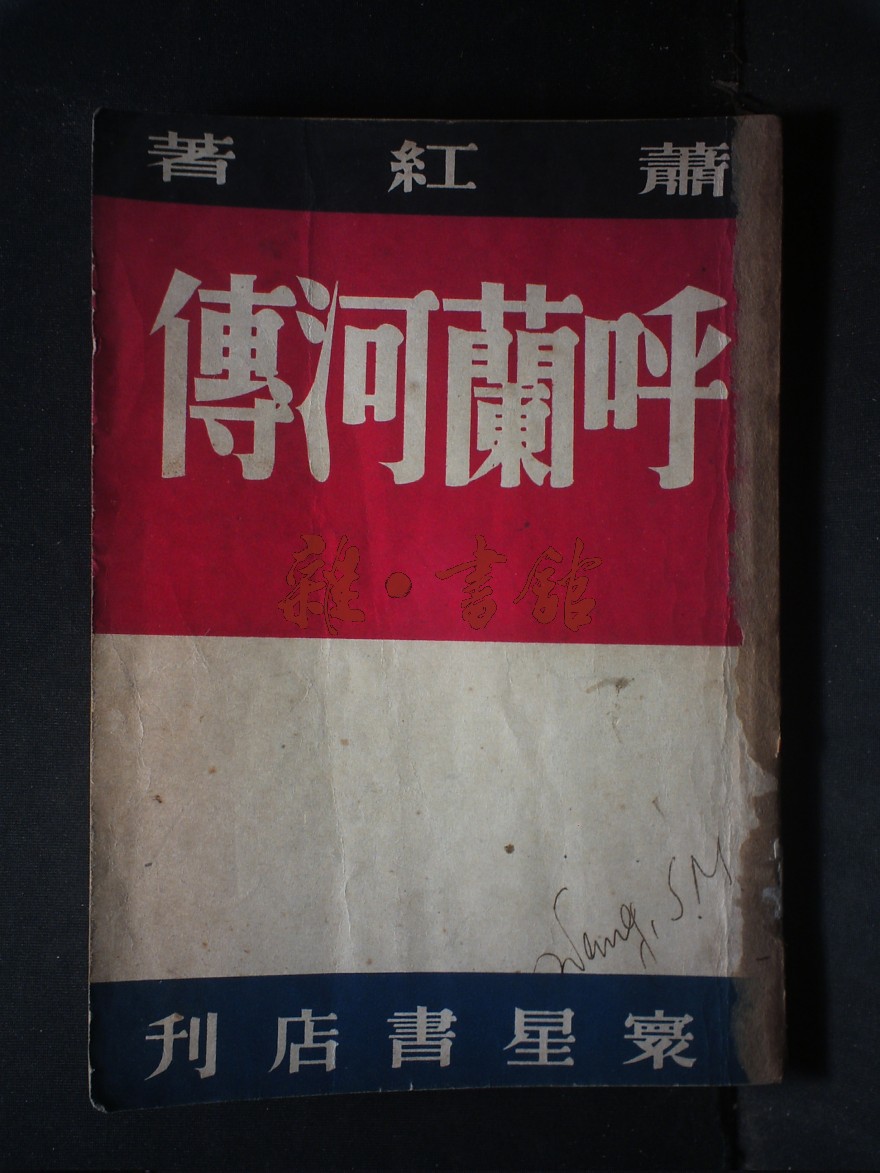 蕭紅著
呼蘭河傳
雜·書館
Wang, S.M.
寰星書店刊